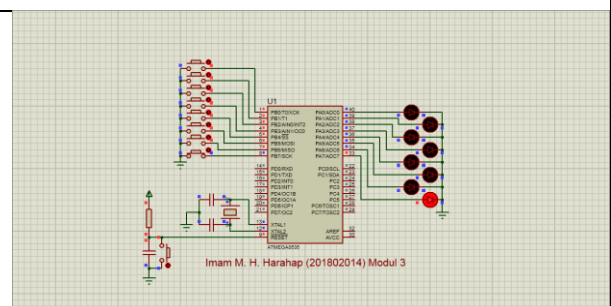 U1
PB0/T0/XCK
PB1/T1
PB2/AIN0/INT2
PB3/AIN1/OC0
PB4/SS
PB5/MOSI
PB6/MISO
PB7/SCK
PA0/ADC0
PA1/ADC1
PA2/ADC2
PA3/ADC3
PA4/ADC4
PA5/ADC5
PA6/ADC6
PA7/ADC7
PD0/RXD
PD1/TXD
PD2/INT0
PD3/INT1
PD4/OC1B
PD5/OC1A
PD6/ICP1
PD7/OC2
PC0/SCL
PC1/SDA
PC2
PC3
PC4
PC5
PC6/TOSC1
PC7/TOSC2
XTAL1
XTAL2
RESET
AREF
AVCC
ATMEGA8535
Imam M. H. Harahap (201802014) Modul 3